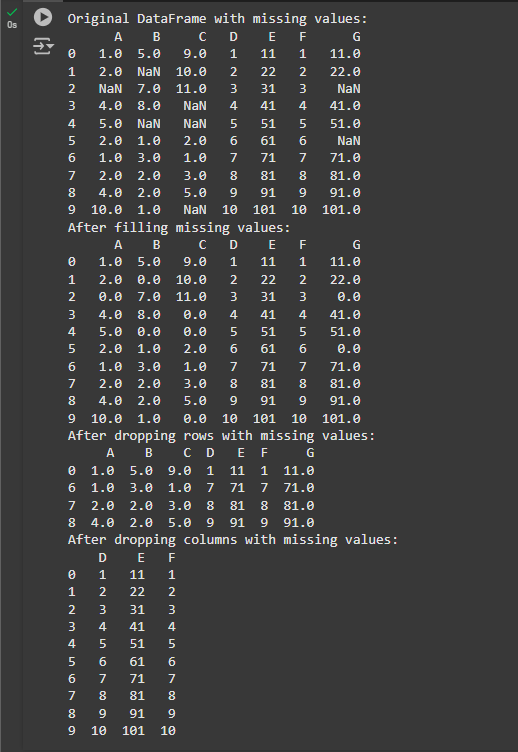 0s
Original DataFrame with missing values:
A B C D E F G
0 1.0 5.0 9.0 1 11 1 11.0
1 2.0 NaN 10.0 2 22 2 22.0
2 NaN 7.0 11.0 3 31 3 NaN
3 4.0 8.0 NaN 4 41 4 41.0
4 5.0 NaN NaN 5 51 5 51.0
5 2.0 1.0 2.0 6 61 6 NaN
6 1.0 3.0 1.0 7 71 7 71.0
7 2.0 2.0 3.0 8 81 8 81.0
8 4.0 2.0 5.0 9 91 9 91.0
9 10.0 1.0 NaN 10 101 10 101.0
After filling missing values:
A B C D E F G
0 1.0 5.0 9.0 1 11 1 11.0
1 2.0 0.0 10.0 2 22 2 22.0
2 0.0 7.0 11.0 3 31 3 0.0
3 4.0 8.0 0.0 4 41 4 41.0
4 5.0 0.0 0.0 5 51 5 51.0
5 2.0 1.0 2.0 6 61 6 0.0
6 1.0 3.0 1.0 7 71 7 71.0
7 2.0 2.0 3.0 8 81 8 81.0
8 4.0 2.0 5.0 9 91 9 91.0
9 10.0 1.0 0.0 10 101 10 101.0
After dropping rows with missing values:
A B C D E F G
0 1.0 5.0 9.0 1 11 1 11.0
6 1.0 3.0 1.0 7 71 7 71.0
7 2.0 2.0 3.0 8 81 8 81.0
8 4.0 2.0 5.0 9 91 9 91.0
After dropping columns with missing values:
D E F
0 1 11 1
1 2 22 2
2 3 31 3
3 4 41 4
4 5 51 5
5 6 61 6
6 7 71 7
7 8 81 8
8 9 91 9
9 10 101 10